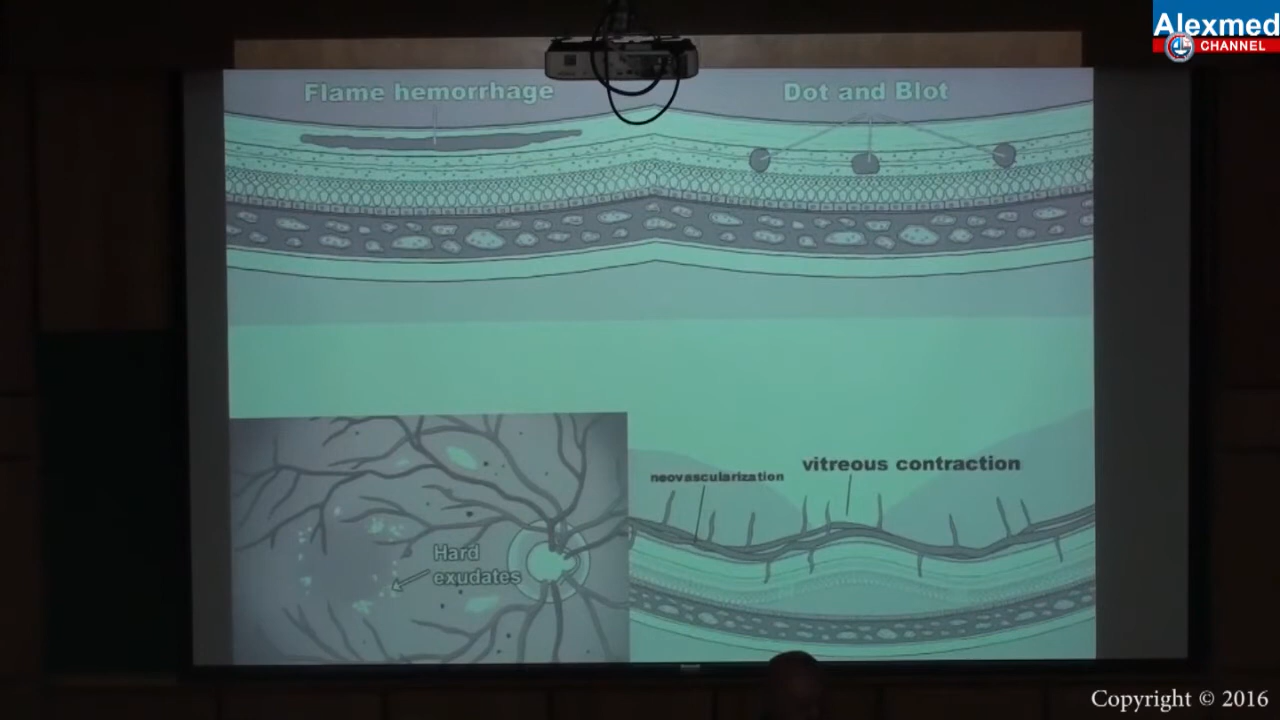 Alexmed
CHANNEL
Flame hemorrhage
Dot and Blot
vitreous contraction
neovascularization
Hard
exudates
Copyright © 2016